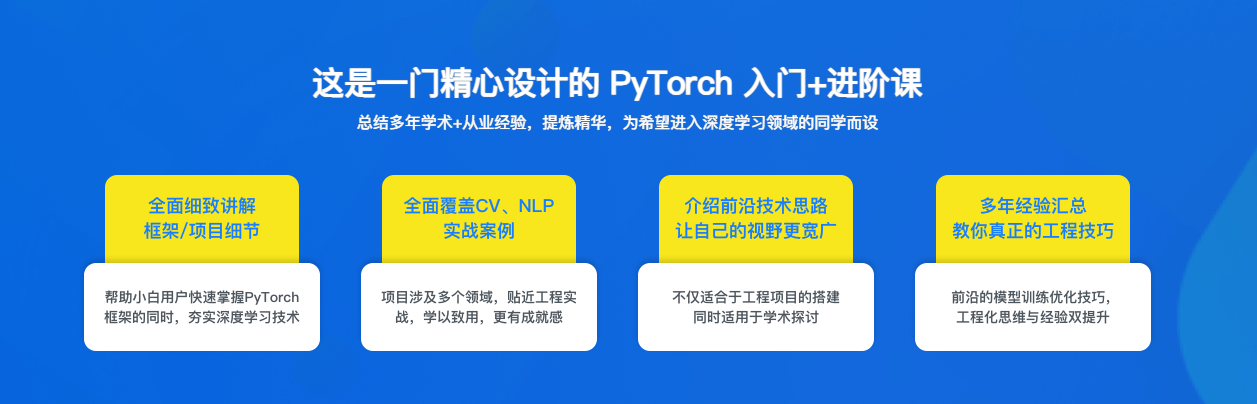 这是一门精心设计的 PyTorch 入门+进阶课
总结多年学术+从业经验，提炼精华，为希望进入深度学习领域的同学而设
全面细致讲解
框架/项目细节
帮助小白用户快速掌握PyTorch
框架的同时，夯实深度学习技术
全面覆盖CV、NLP
实战案例
项目涉及多个领域，贴近工程实
战，学以致用，更有成就感
介绍前沿技术思路
让自己的视野更宽广
不仅适合于工程项目的搭建
同时适用于学术探讨
多年经验汇总
教你真正的工程技巧
前沿的模型训练优化技巧，
工程化思维与经验双提升